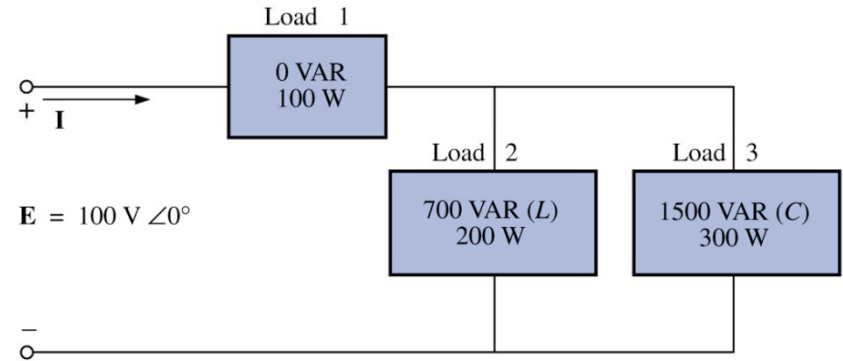 Load 1
0 VAR
100 W
+
I
Load 2
Load 3
700 VAR (L)
200 W
1500 VAR (C)
300 W
E = 100 V ∠0°
−